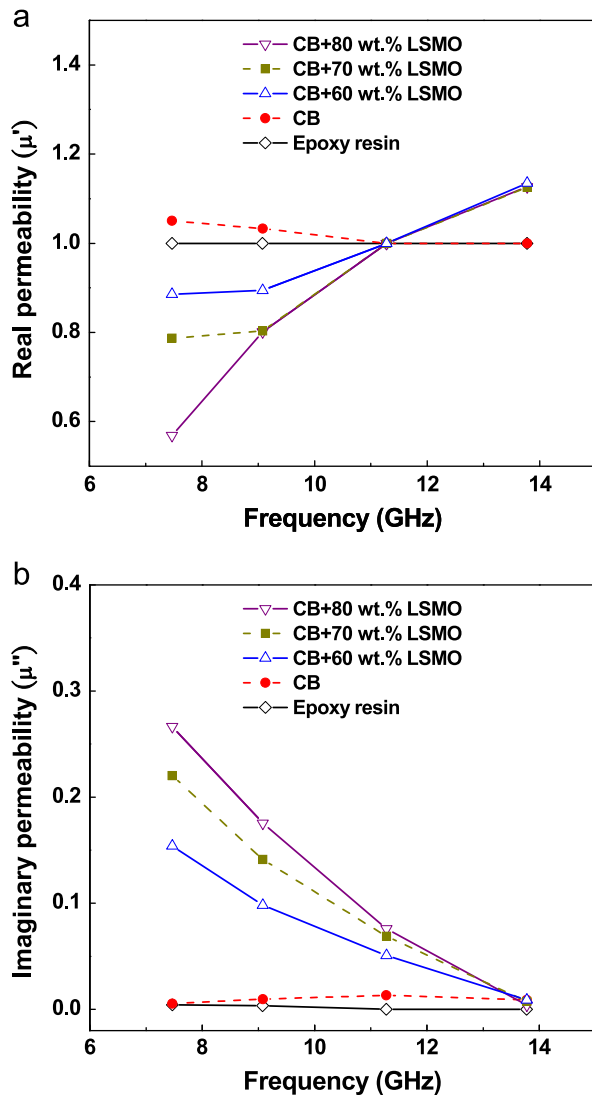 a
CB+80 wt.% LSMO
CB+70 wt.% LSMO
CB+60 wt.% LSMO
CB
Epoxy resin
Real permeability (μ')
1.4
1.2
1.0
0.8
0.6
6 8 10 12 14
Frequency (GHz)
b
CB+80 wt.% LSMO
CB+70 wt.% LSMO
CB+60 wt.% LSMO
CB
Epoxy resin
Imaginary permeability (μ'')
0.4
0.3
0.2
0.1
0.0
6 8 10 12 14
Frequency (GHz)